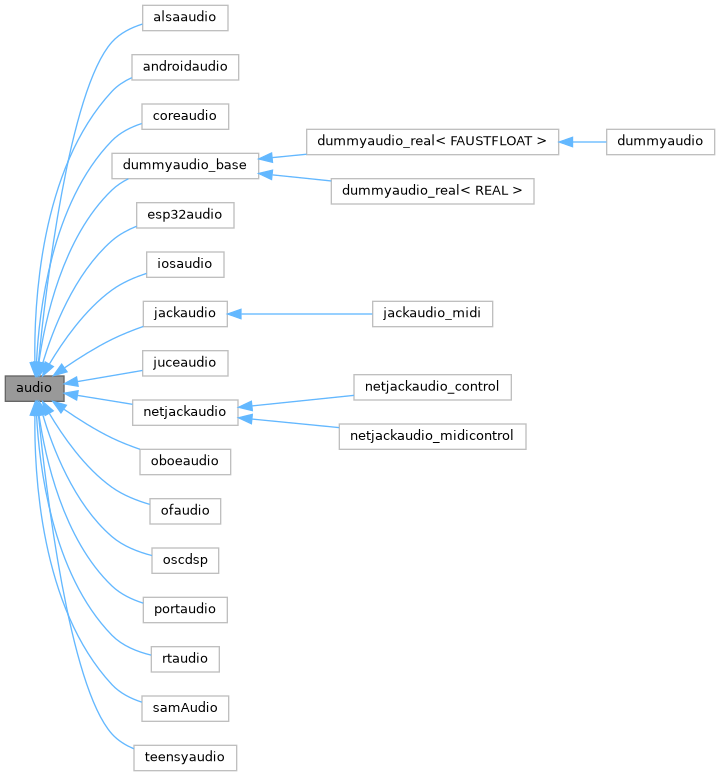 alsaaudio
androidaudio
coreaudio
dummyaudio_real< FAUSTFLOAT >
dummyaudio
dummyaudio_base
dummyaudio_real< REAL >
esp32audio
iosaudio
jackaudio
jackaudio_midi
juceaudio
audio
netjackaudio_control
netjackaudio
netjackaudio_midicontrol
oboeaudio
ofaudio
oscdsp
portaudio
rtaudio
samAudio
teensyaudio